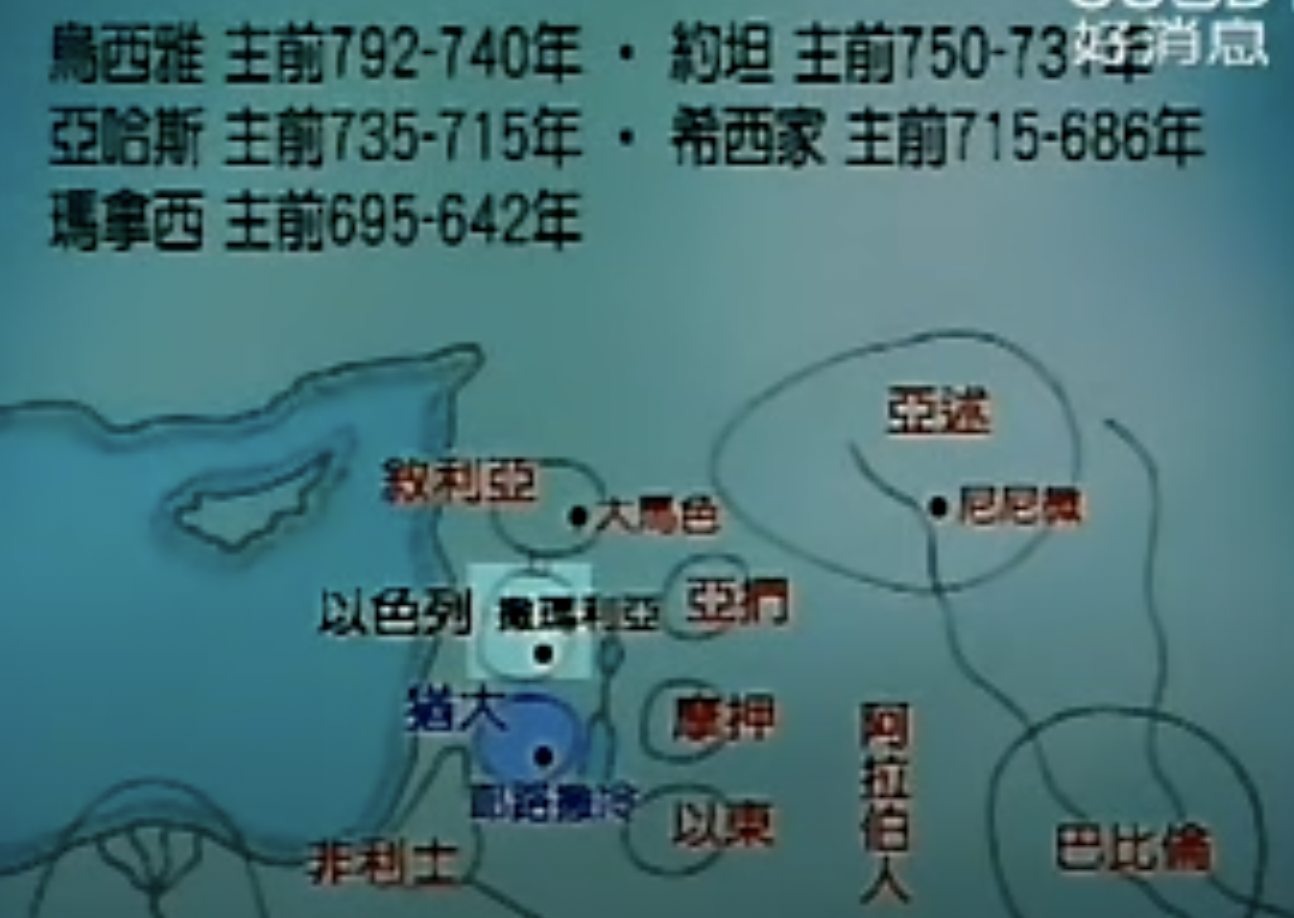 好消息
烏西雅 主前792-740年 · 約坦 主前750-73
亞哈斯 主前735-715年 · 希西家 主前715-686年
瑪拿西 主前695-642年
亞述
敘利亞
大馬色
尼尼微
以色列
撒瑪利亞
亞捫
猶大
摩押
阿拉伯人
耶路撒冷
以東
非利士
巴比倫